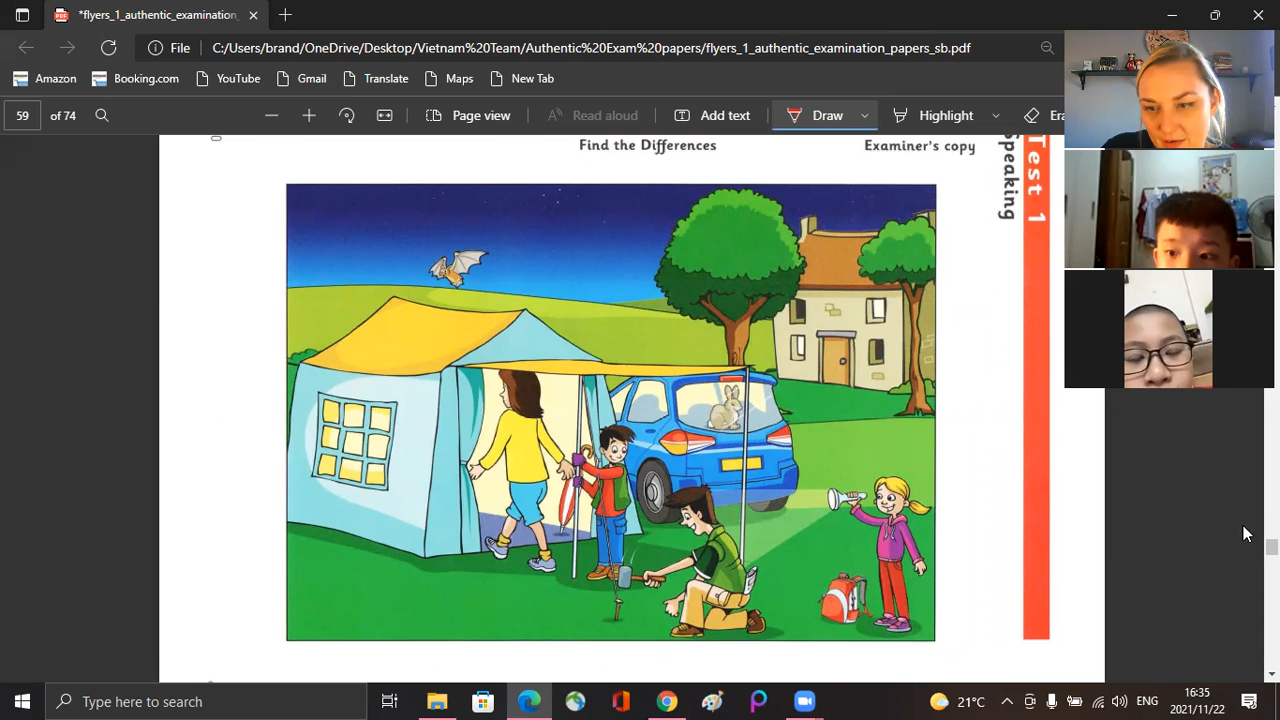 *flyers_1_authentic_examination_
File C:/Users/brand/OneDrive/Desktop/Vietnam%20Team/Authentic%20Exam%20papers/flyers_1_authentic_examination_papers_sb.pdf
Amazon Booking.com YouTube Gmail Translate Maps New Tab
59 of 74 Page view Read aloud Add text Draw Highlight Era
Find the Differences Examiner's copy
Test 1
Speaking
Type here to search
21°C ENG 16:35
2021/11/22